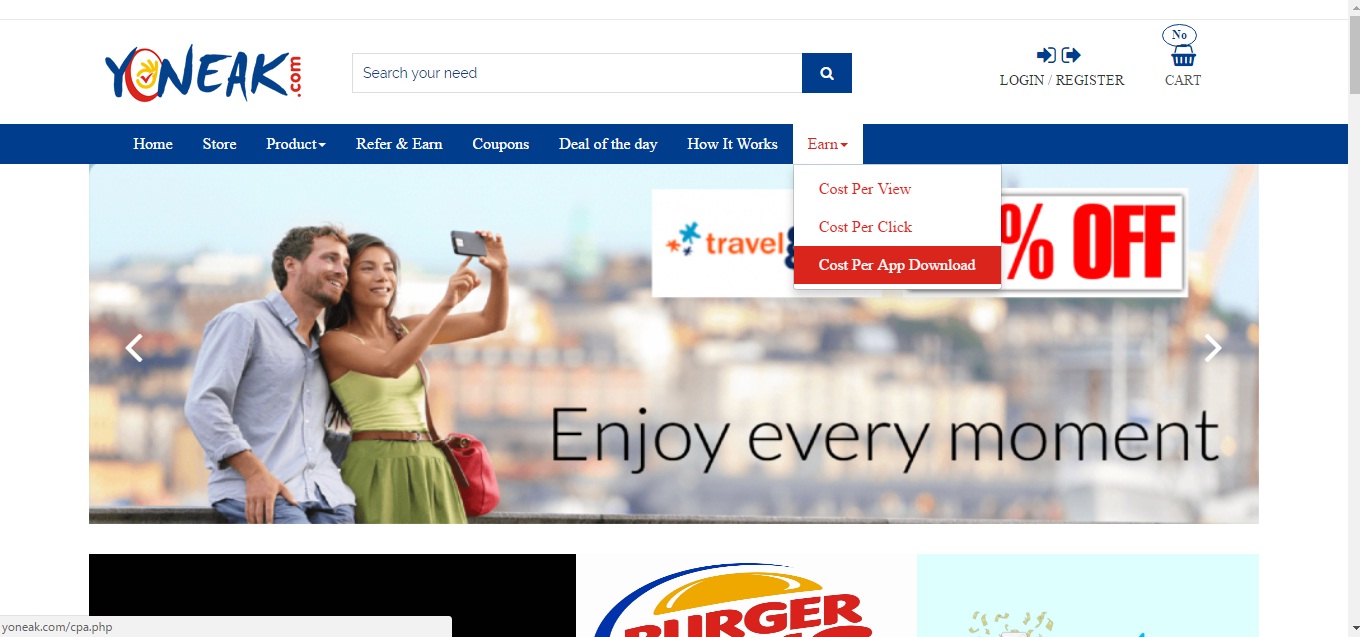 No
YONEAK.com
Search your need
LOGIN / REGISTER
CART
Home Store Product Refer & Earn Coupons Deal of the day How It Works Earn
Cost Per View
Cost Per Click
Cost Per App Download
travel
% OFF
Enjoy every moment
BURGER
yoneak.com/cpa.php